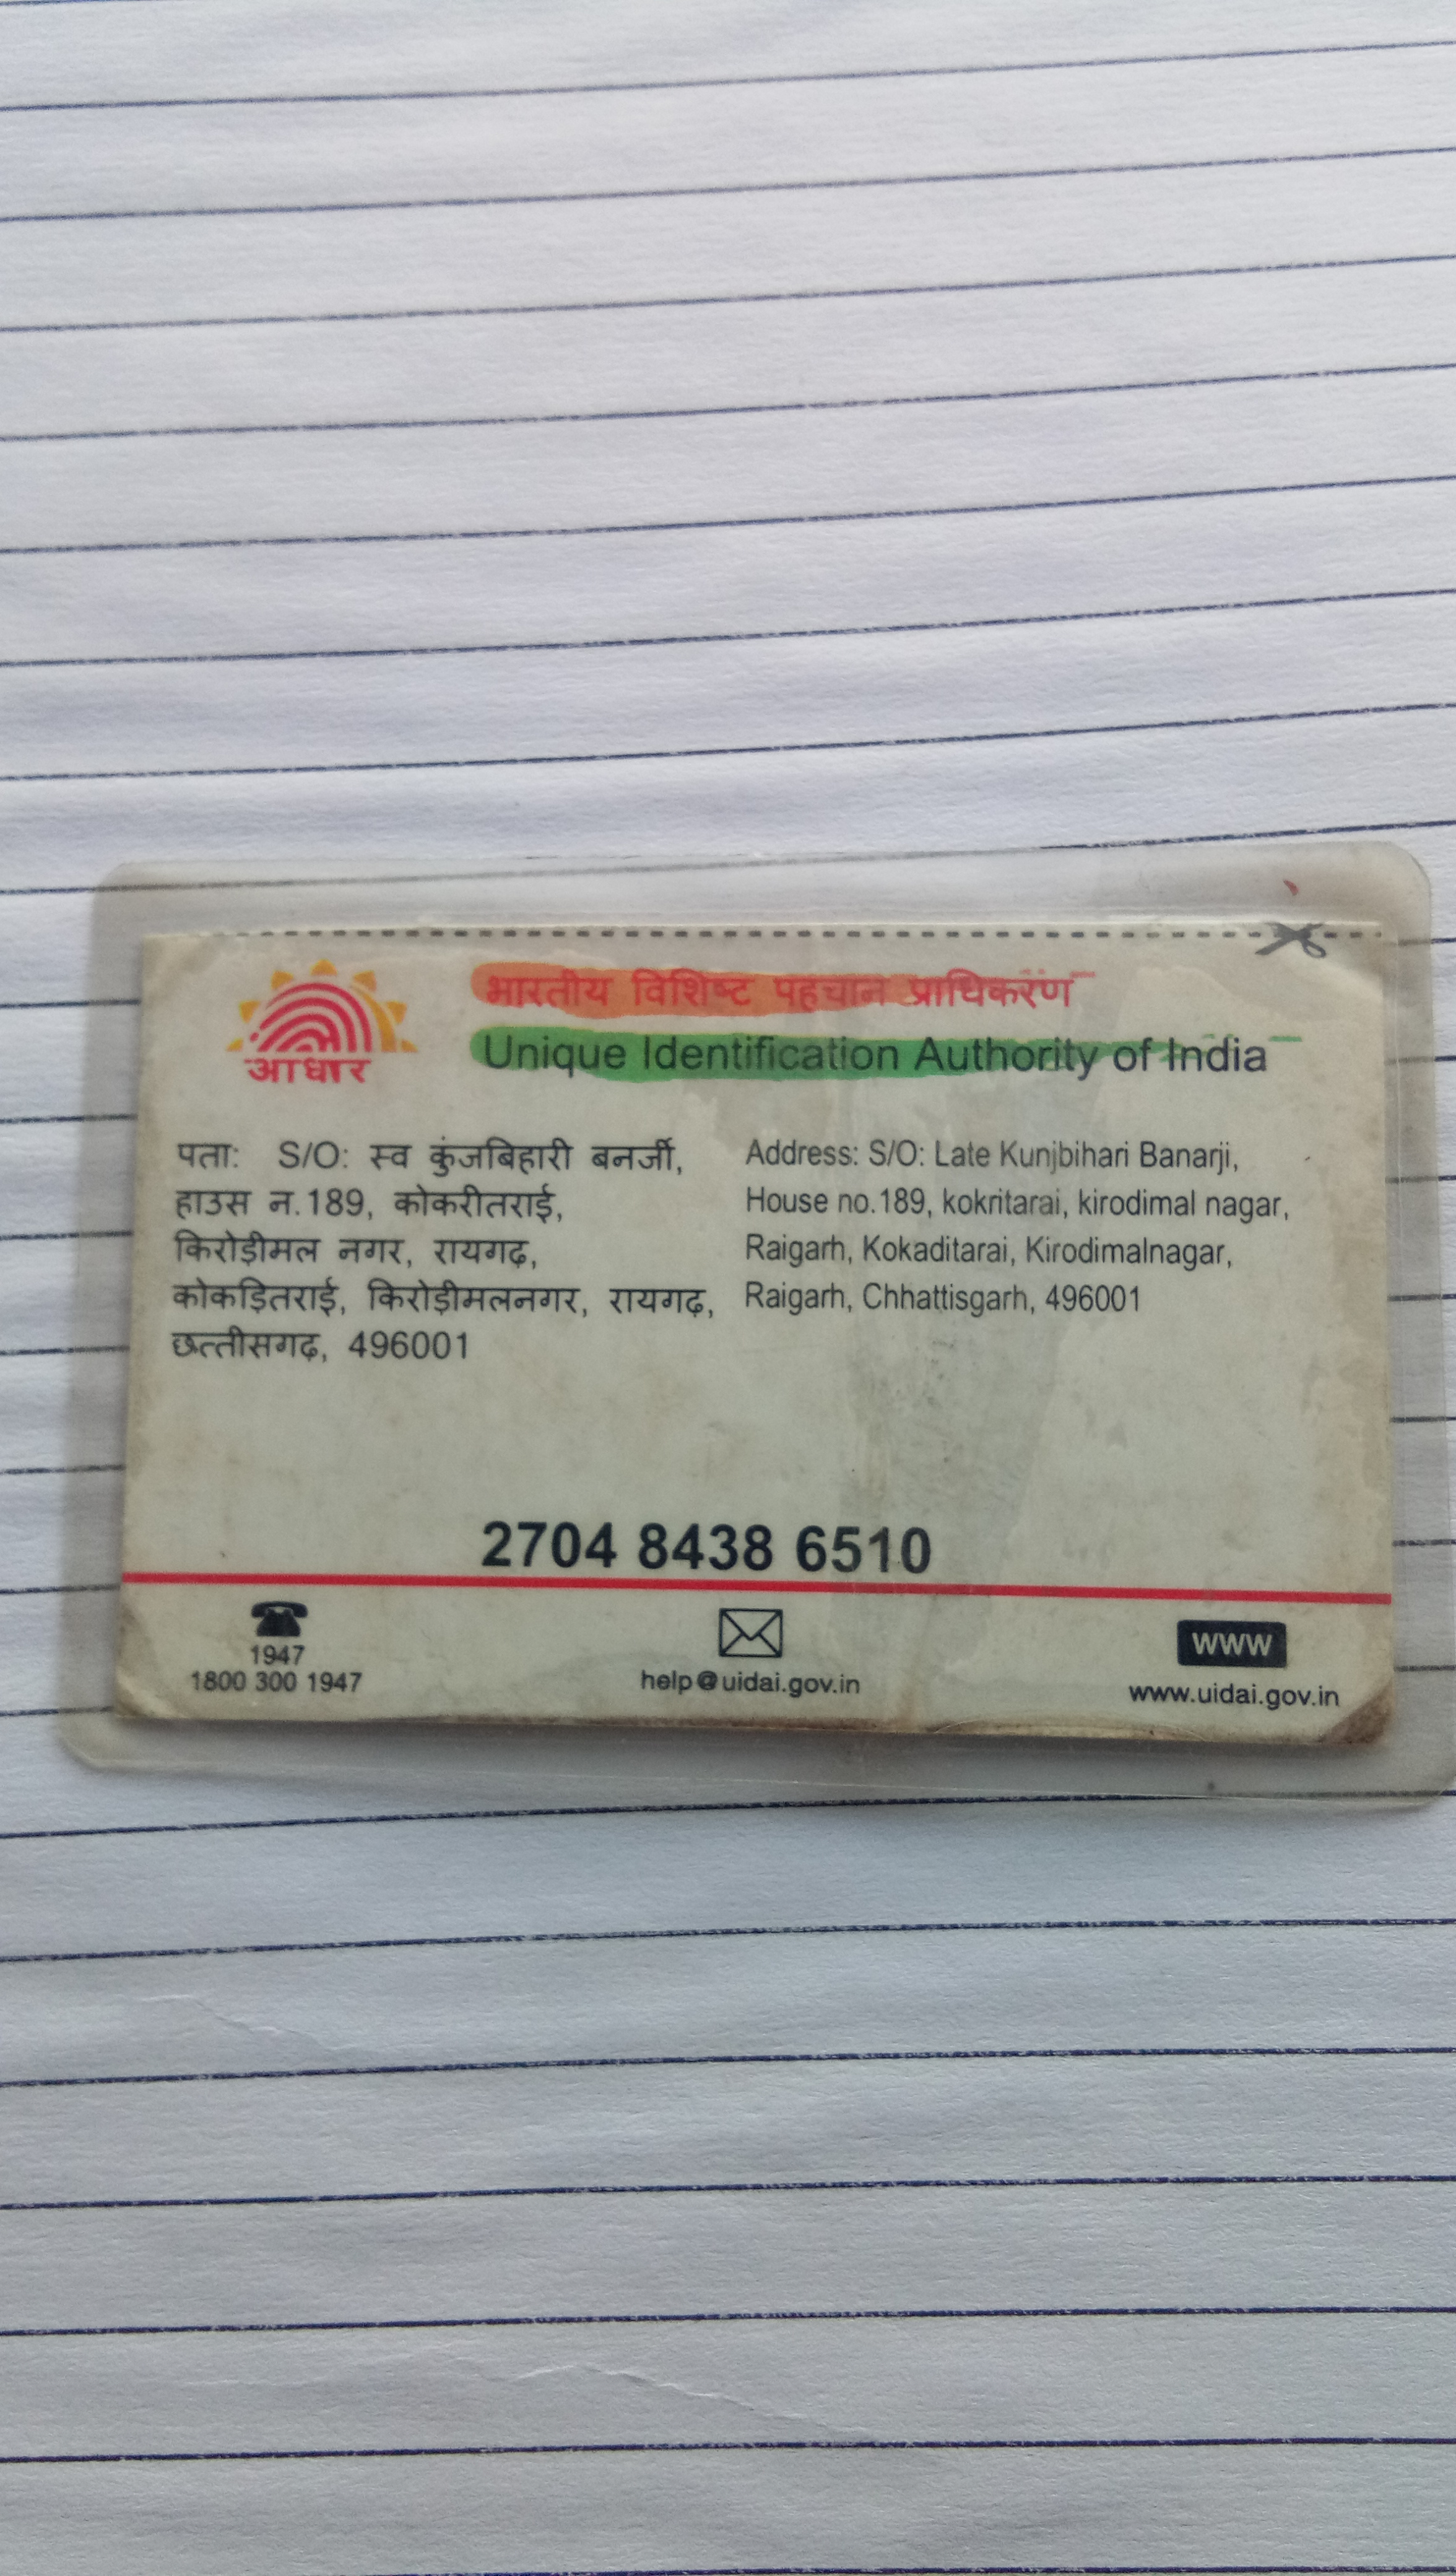 आधार
भारतीय विशिष्ट पहचान प्राधिकरण
Unique Identification Authority of India
पता: S/O: स्व कुंजबिहारी बनर्जी,
हाउस न.189, कोकरीतराई,
किरोड़ीमल नगर, रायगढ़,
कोकड़ितराई, किरोड़ीमलनगर, रायगढ़,
छत्तीसगढ़, 496001
Address: S/O: Late Kunjbihari Banarji,
House no.189, kokritarai, kirodimal nagar,
Raigarh, Kokaditarai, Kirodimalnagar,
Raigarh, Chhattisgarh, 496001
2704 8438 6510
1947
1800 300 1947
help@uidai.gov.in
www
www.uidai.gov.in